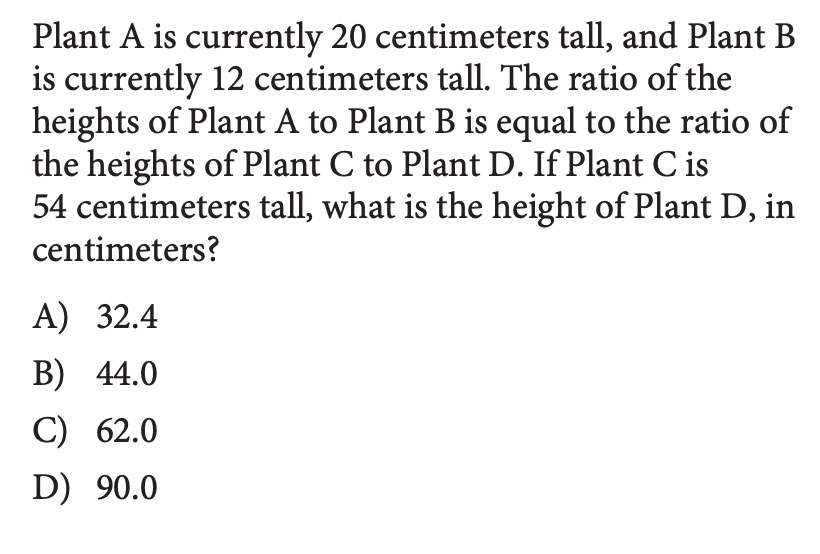 Plant A is currently 20 centimeters tall, and Plant B
is currently 12 centimeters tall. The ratio of the
heights of Plant A to Plant B is equal to the ratio of
the heights of Plant C to Plant D. If Plant C is
54 centimeters tall, what is the height of Plant D, in
centimeters?
A) 32.4
B) 44.0
C) 62.0
D) 90.0